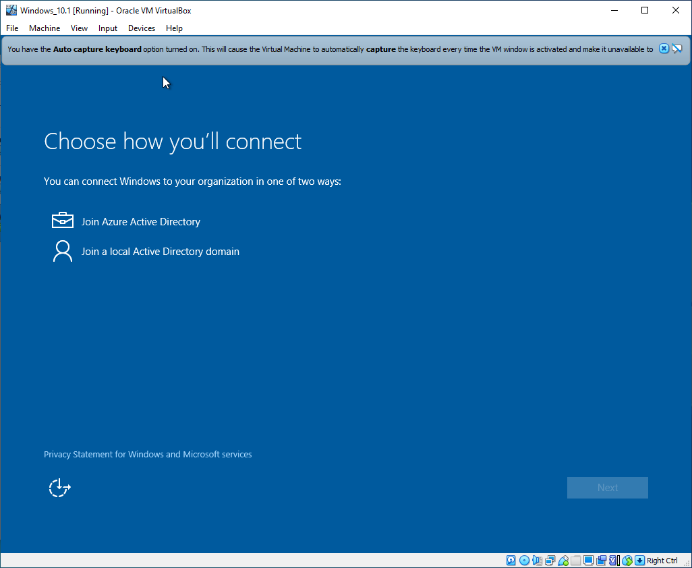 Windows_10.1 [Running] - Oracle VM VirtualBox
File Machine View Input Devices Help
You have the Auto capture keyboard option turned on. This will cause the Virtual Machine to automatically capture the keyboard every time the VM window is activated and make it unavailable to
Choose how you'll connect
You can connect Windows to your organization in one of two ways:
Join Azure Active Directory
Join a local Active Directory domain
Privacy Statement for Windows and Microsoft services
Next
Right Ctrl